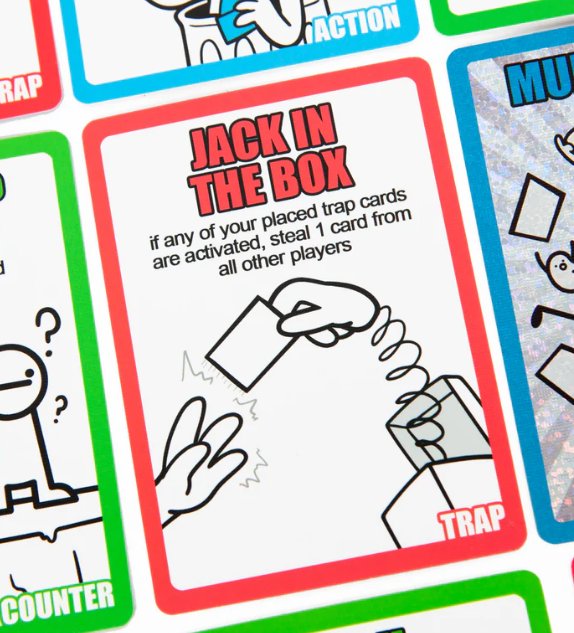 ACTION
TRAP
JACK IN
THE BOX
if any of your placed trap cards
are activated, steal 1 card from
all other players
TRAP
COUNTER